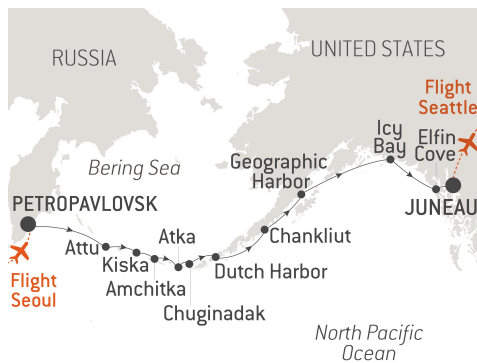 RUSSIA
UNITED STATES
Flight
Seattle
Icy
Bay
Elfin
Cove
Bering Sea
Geographic
Harbor
PETROPAVLOVSK
JUNEAU
Attu
Kiska
Atka
Amchitka
Chankliut
Dutch Harbor
Chuginadak
Flight
Seoul
North Pacific
Ocean